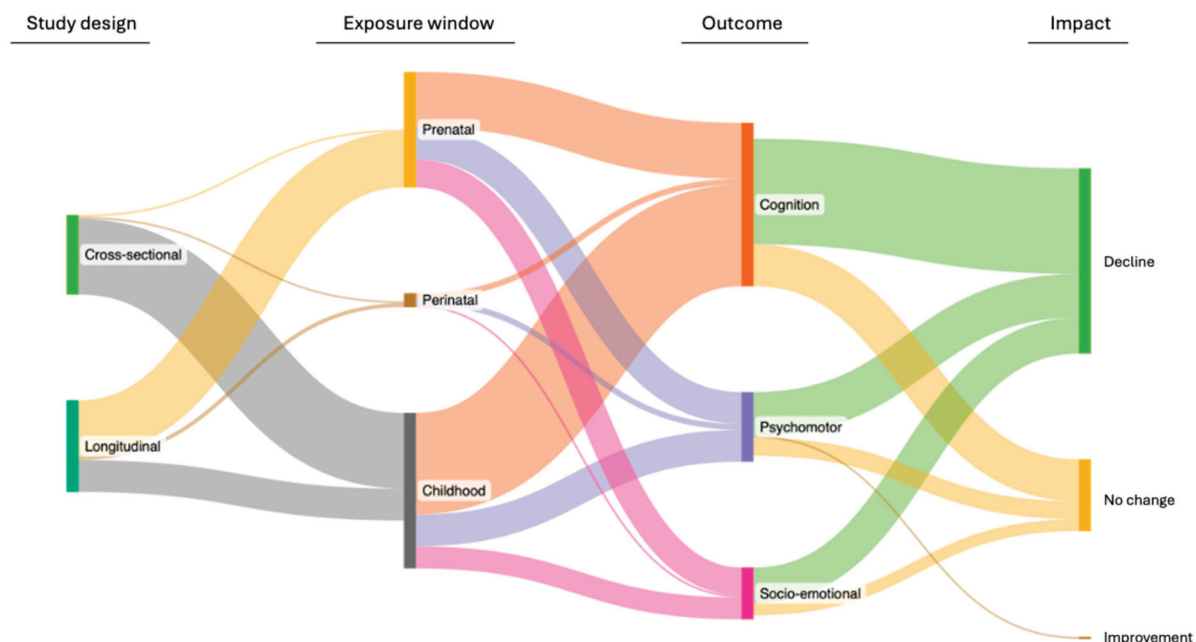 Study design
Exposure window
Outcome
Impact
Prenatal
Cognition
Cross-sectional
Decline
Perinatal
Longitudinal
Psychomotor
Childhood
No change
Socio-emotional
Improvement